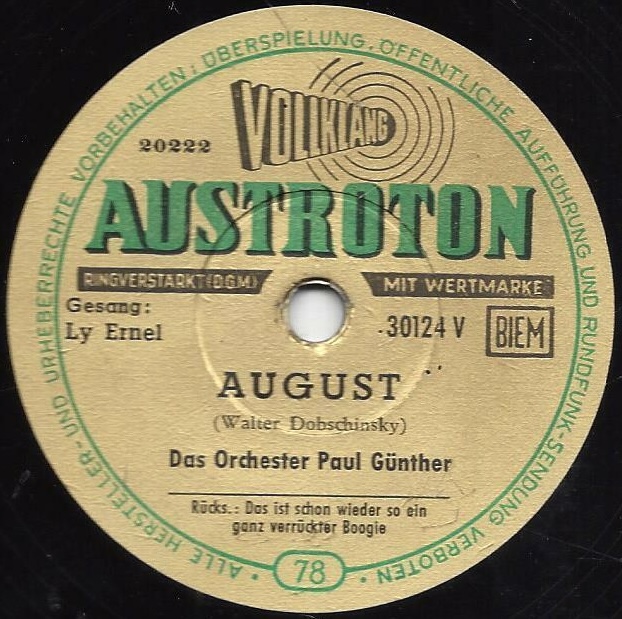 ALLE HERSTELLER- UND URHEBERRECHTE VORBEHALTEN; ÜBERSPIELUNG, ÖFFENTLICHE AUFFÜHRUNG UND RUNDFUNK-SENDUNG VERBOTEN
20222
VOLLKLANG
AUSTROTON
RINGVERSTÄRKT (DGM)
MIT WERTMARKE
Gesang:
Ly Ernel
30124 V
BIEM
AUGUST
(Walter Dobschinsky)
Das Orchester Paul Günther
Rücks.: Das ist schon wieder so ein
ganz verrückter Boogie
78